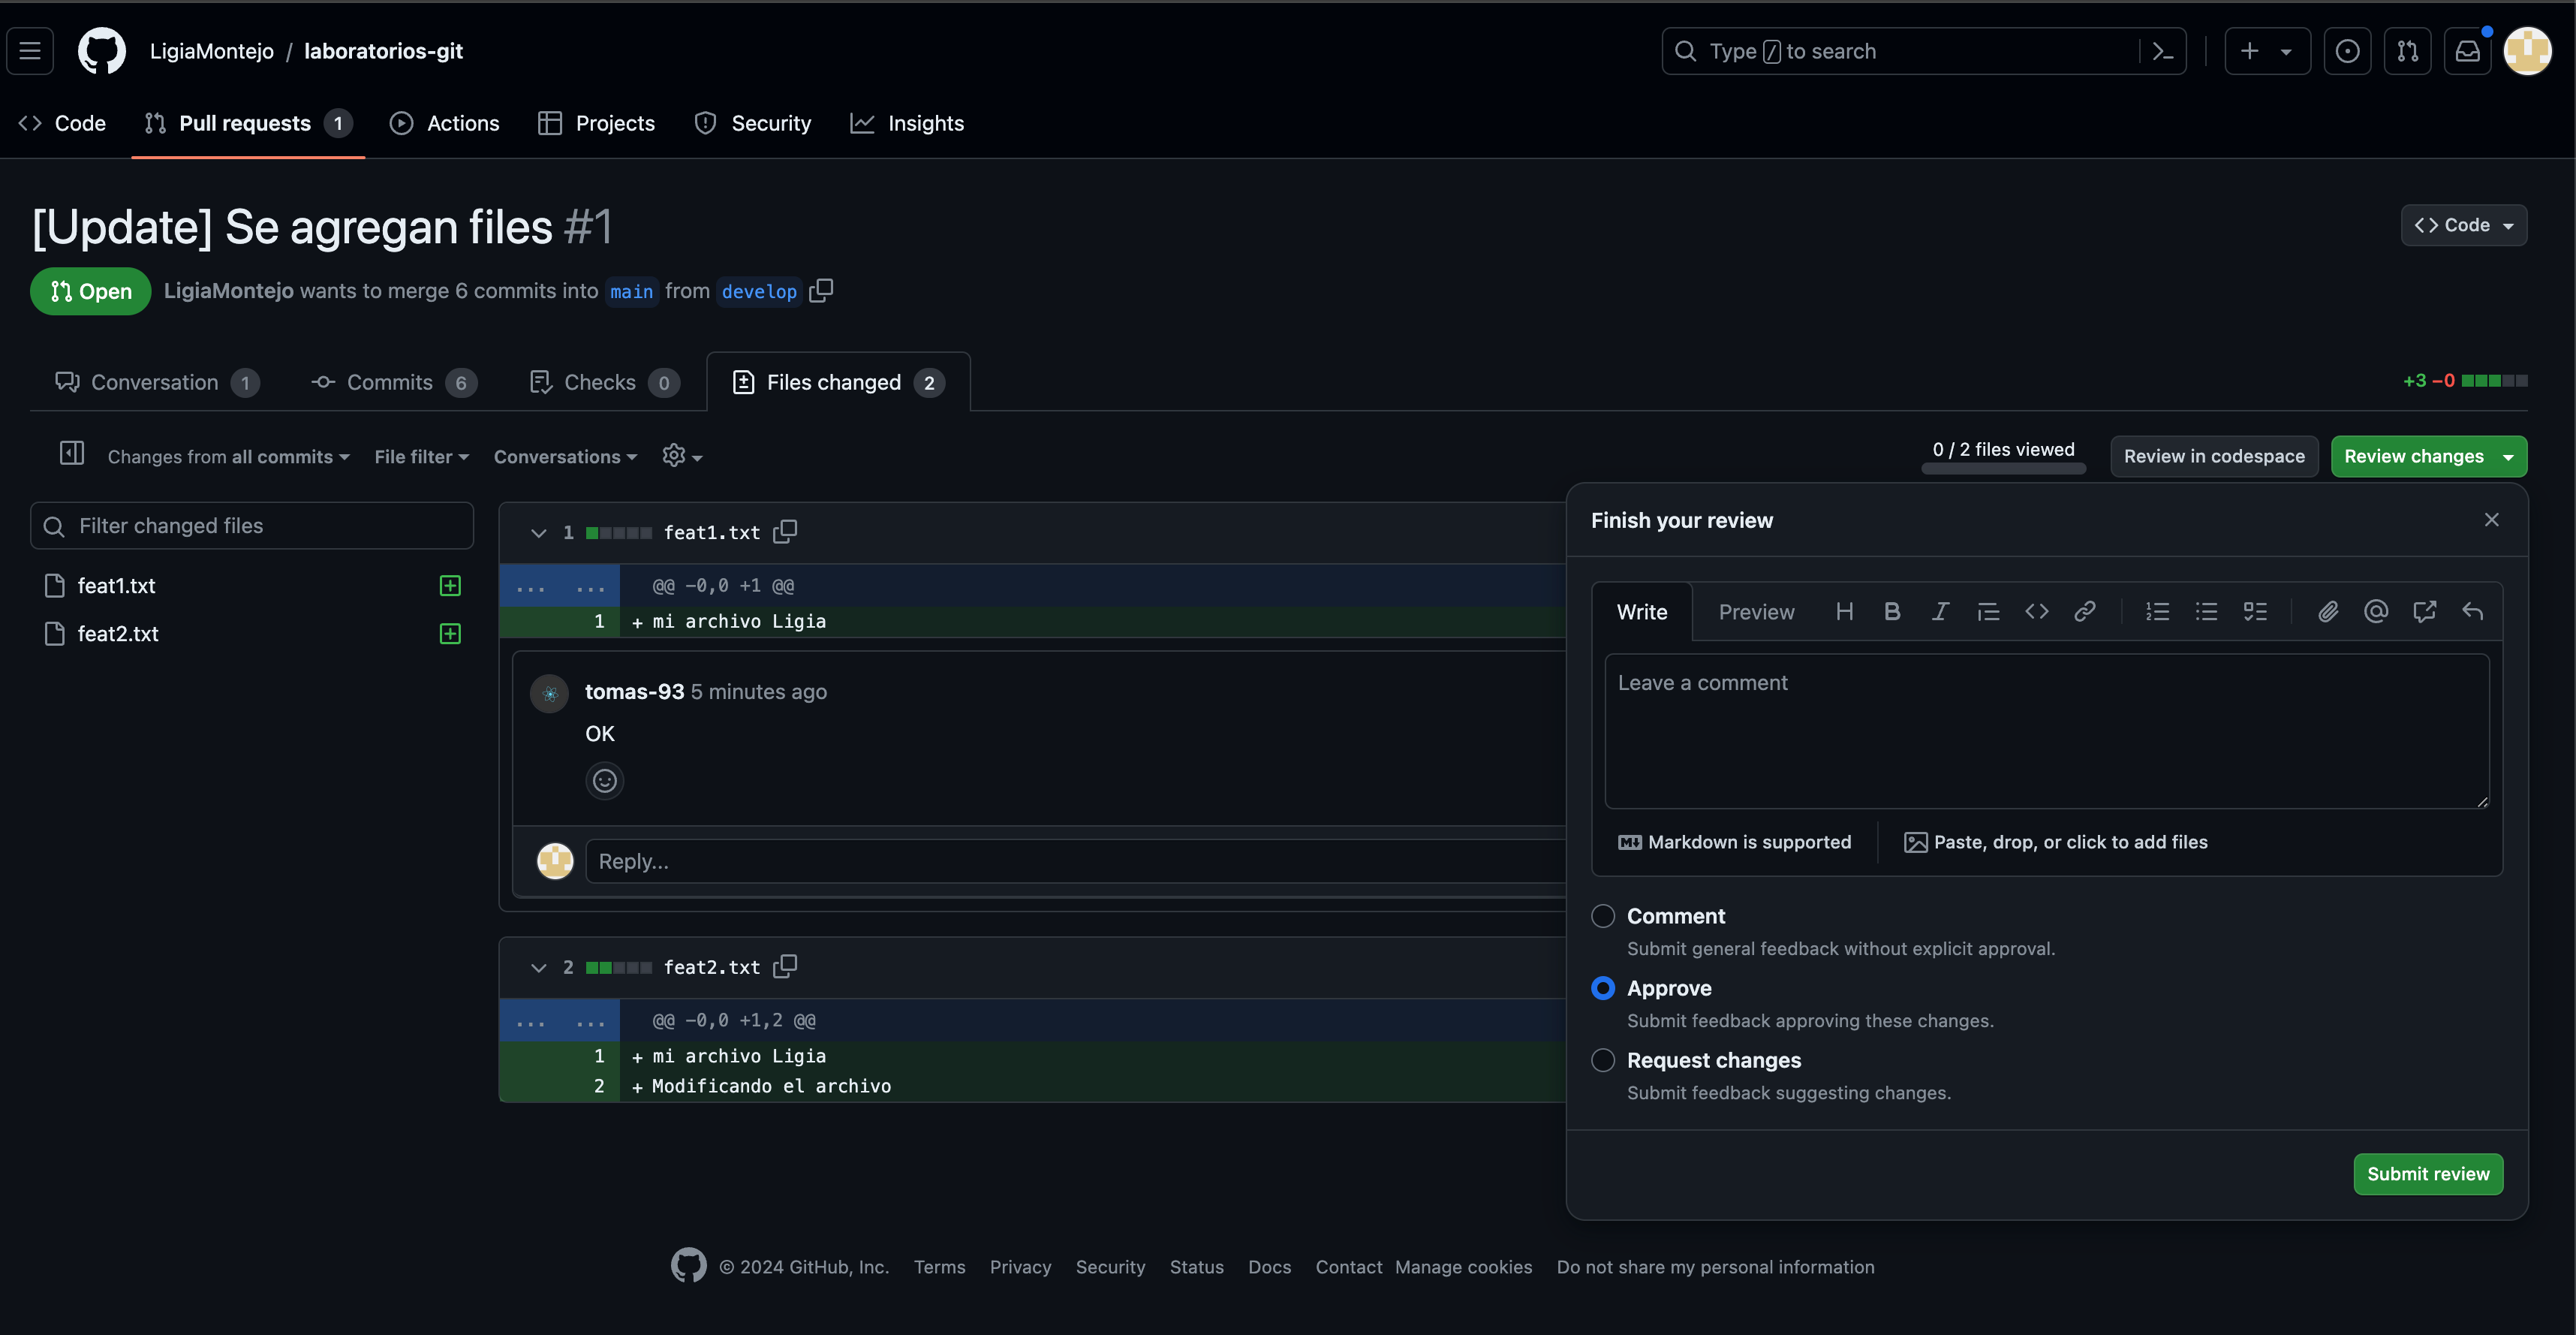 LigiaMontejo / laboratorios-git
Type / to search
Code
Pull requests 1
Actions
Projects
Security
Insights
[Update] Se agregan files #1
Code
Open
LigiaMontejo wants to merge 6 commits into main from develop
Conversation 1
Commits 6
Checks 0
Files changed 2
+3 −0
Changes from all commits
File filter
Conversations
0 / 2 files viewed
Review in codespace
Review changes
Filter changed files
feat1.txt
feat2.txt
1 feat1.txt
... ... @@ -0,0 +1 @@
1 + mi archivo Ligia
tomas-93 5 minutes ago
OK
Reply...
2 feat2.txt
... ... @@ -0,0 +1,2 @@
1 + mi archivo Ligia
2 + Modificando el archivo
Finish your review
Write
Preview
Leave a comment
Markdown is supported
Paste, drop, or click to add files
Comment
Submit general feedback without explicit approval.
Approve
Submit feedback approving these changes.
Request changes
Submit feedback suggesting changes.
Submit review
© 2024 GitHub, Inc. Terms Privacy Security Status Docs Contact Manage cookies Do not share my personal information